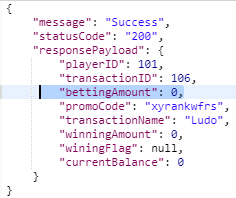 {
"message": "Success",
"statusCode": "200",
"responsePayload": {
"playerID": 101,
"transactionID": 106,
"bettingAmount": 0,
"promoCode": "xyrankwfrs",
"transactionName": "Ludo",
"winningAmount": 0,
"winingFlag": null,
"currentBalance": 0
}
}